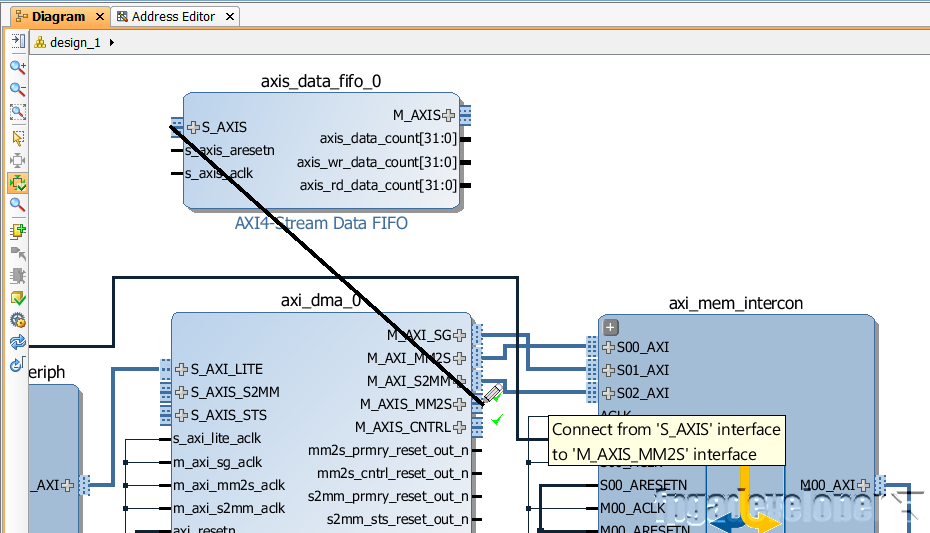 Diagram
Address Editor
design_1
axis_data_fifo_0
S_AXIS
s_axis_aresetn
s_axis_aclk
M_AXIS
axis_data_count[31:0]
axis_wr_data_count[31:0]
axis_rd_data_count[31:0]
AXI4-Stream Data FIFO
axi_dma_0
S_AXI_LITE
S_AXIS_S2MM
S_AXIS_STS
s_axi_lite_aclk
m_axi_sg_aclk
m_axi_mm2s_aclk
m_axi_s2mm_aclk
axi_resetn
M_AXI_SG
M_AXI_MM2S
M_AXI_S2MM
M_AXIS_MM2S
M_AXIS_CNTRL
mm2s_prmry_reset_out_n
mm2s_cntrl_reset_out_n
s2mm_prmry_reset_out_n
s2mm_sts_reset_out_n
eriph
_AXI
axi_mem_intercon
S00_AXI
S01_AXI
S02_AXI
ACLK
Connect from 'S_AXIS' interface
to 'M_AXIS_MM2S' interface
S00_ARESETN
M00_ACLK
M00_ARESETN
M00_AXI
fpgadeveloper